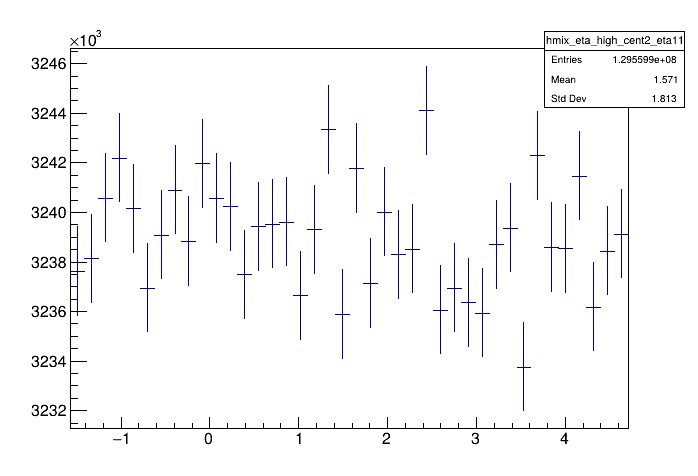 ×10³
hmix_eta_high_cent2_eta11
Entries 1.295599e+08
Mean 1.571
Std Dev 1.813
3246
3244
3242
3240
3238
3236
3234
3232
−1 0 1 2 3 4